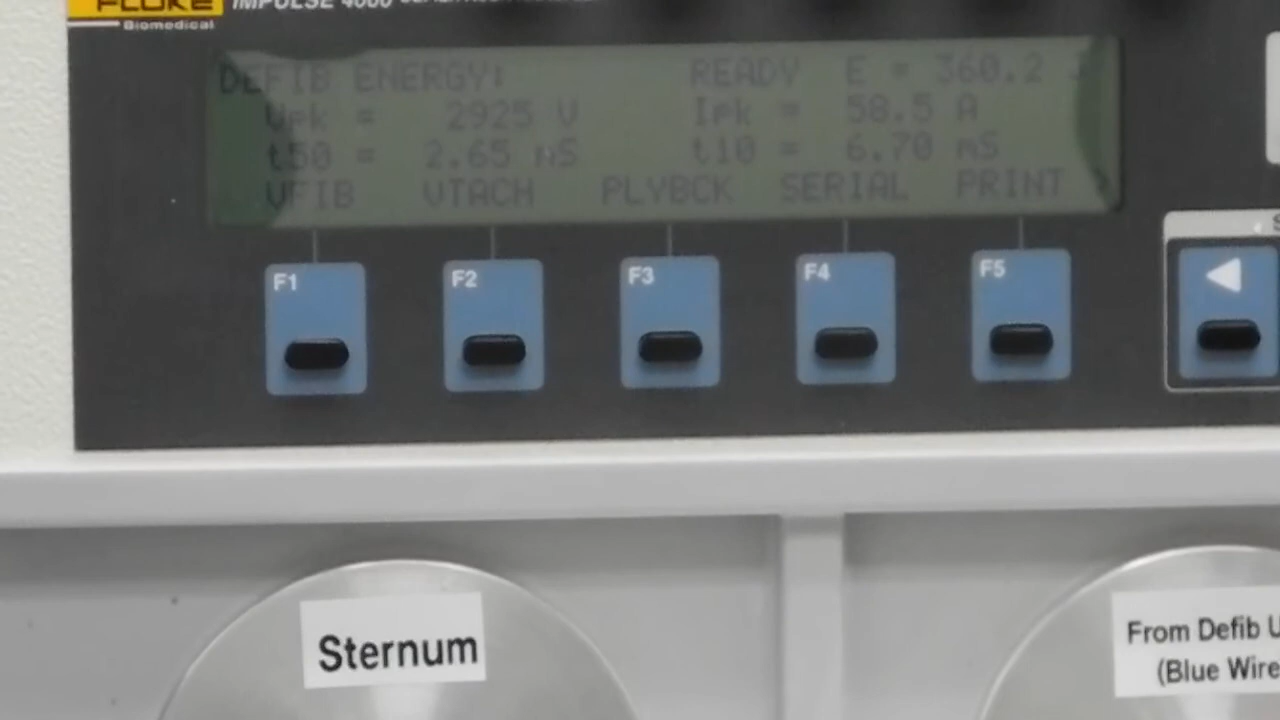 FLUKE IMPULSE 4000
Biomedical
DEFIB ENERGY: READY E = 360.2 J
Vpk = 2925 V Ipk = 58.5 A
t50 = 2.65 mS t10 = 6.70 mS
VFIB VTACH PLYBCK SERIAL PRINT
F1 F2 F3 F4 F5
Sternum
From Defib U
(Blue Wire